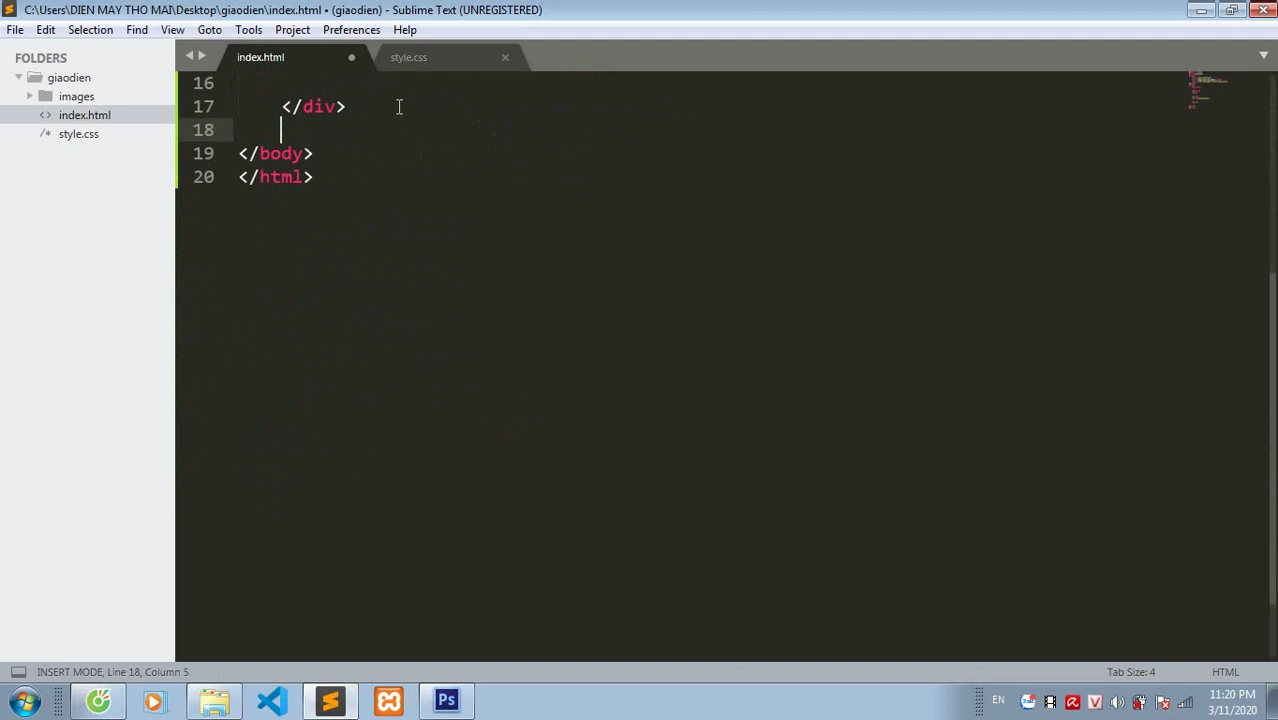 C:\Users\DIEN MAY THO MAI\Desktop\giaodien\index.html • (giaodien) - Sublime Text (UNREGISTERED)
File Edit Selection Find View Goto Tools Project Preferences Help
FOLDERS
giaodien
images
index.html
style.css
index.html
style.css
16
17 </div>
18
19 </body>
20 </html>
INSERT MODE, Line 18, Column 5
Tab Size: 4
HTML
Ps
EN
Zalo
V
11:20 PM
3/11/2020